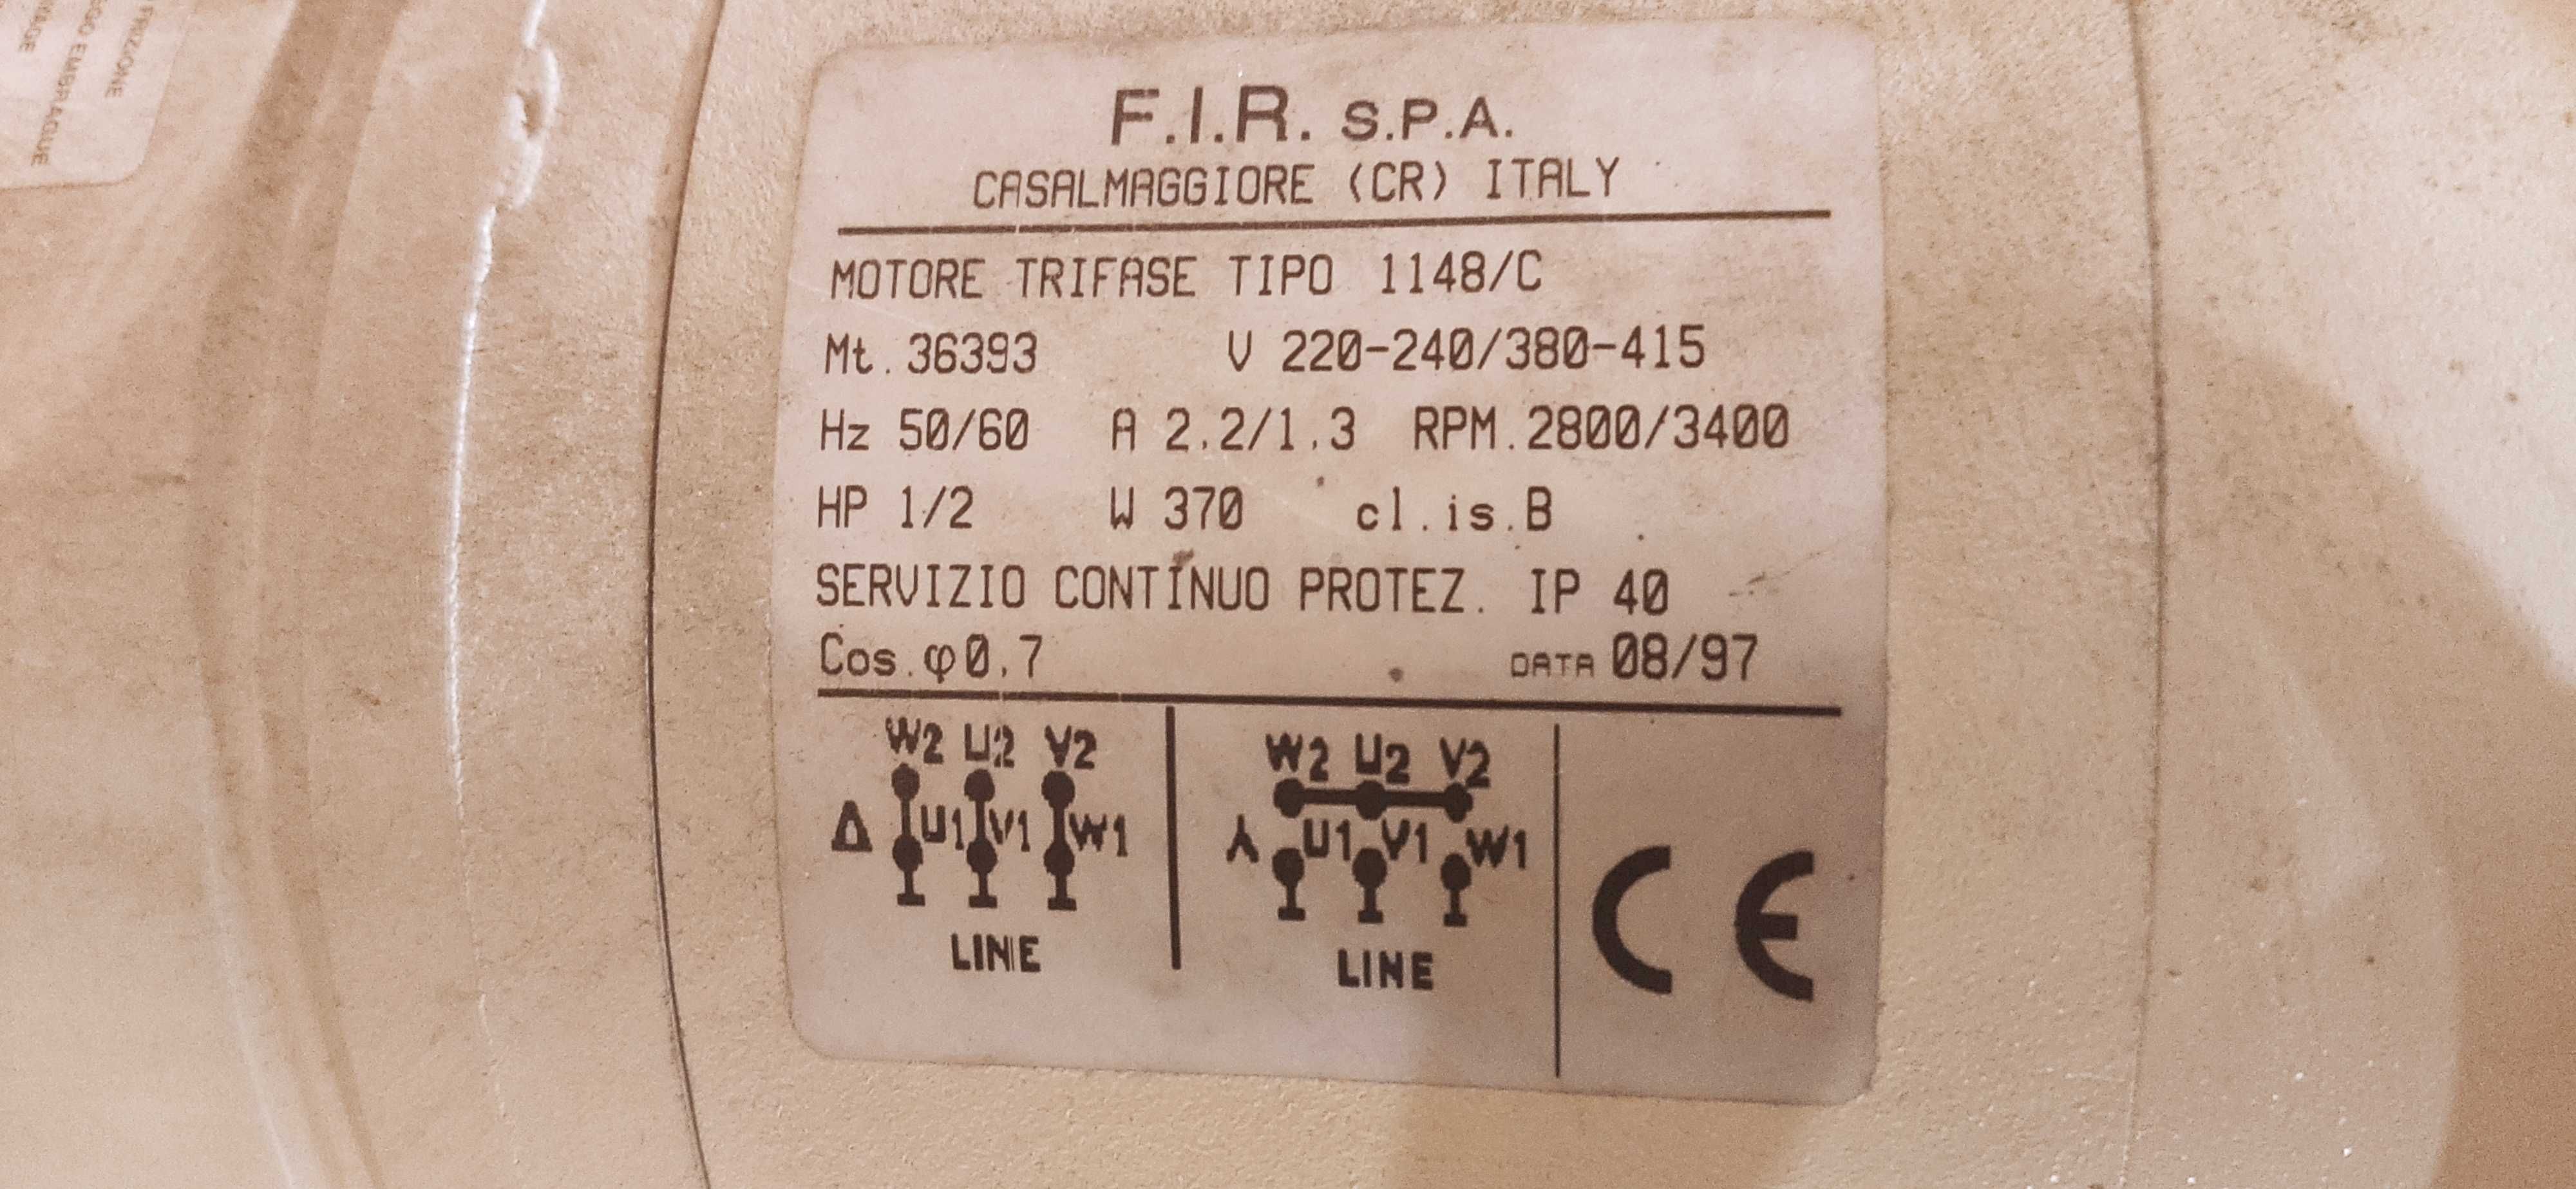 FRIZIONE
F.I.R. S.P.A.
CASALMAGGIORE (CR) ITALY
MOTORE TRIFASE TIPO 1148/C
Mt. 36393 V 220-240/380-415
Hz 50/60 A 2.2/1.3 RPM. 2800/3400
HP 1/2 W 370 cl.is.B
SERVIZIO CONTINUO PROTEZ. IP 40
Cos.φ0.7 DATA 08/97
W2 U2 V2 W2 U2 V2
Δ U1 V1 W1 U1 V1 W1
LINE LINE
CE